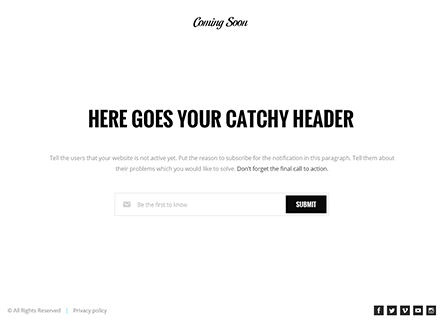 Coming Soon
HERE GOES YOUR CATCHY HEADER
Tell the users that your website is not active yet. Put the reason to subscribe for the notification in this paragraph. Tell them about
their problems which you would like to solve. Don't forget the final call to action.
Be the first to know
SUBMIT
© All Rights Reserved | Privacy policy